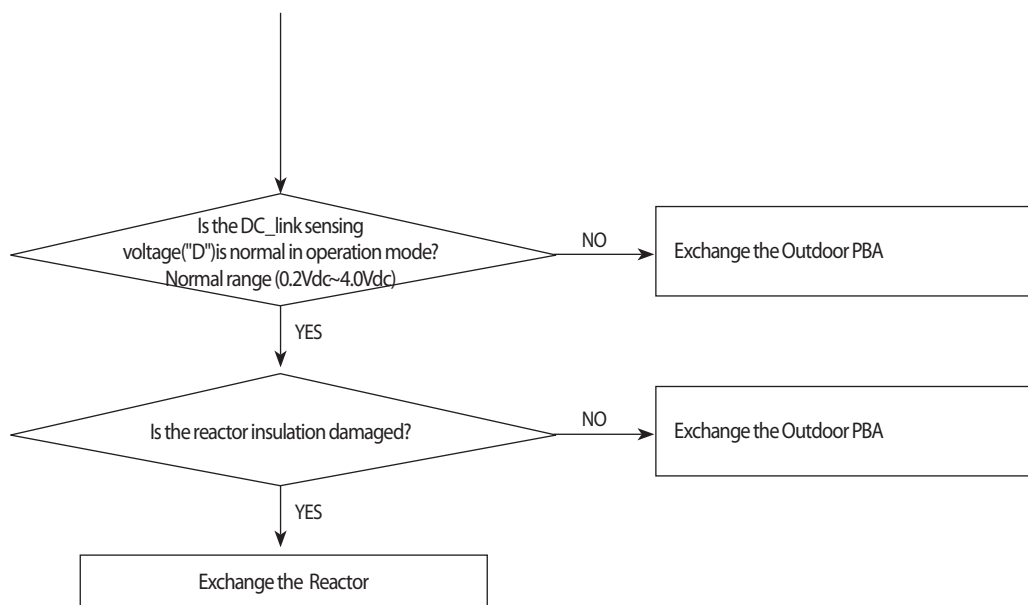 Is the DC_link sensing
voltage("D")is normal in operation mode?
Normal range (0.2Vdc~4.0Vdc)
NO
Exchange the Outdoor PBA
YES
Is the reactor insulation damaged?
NO
Exchange the Outdoor PBA
YES
Exchange the Reactor